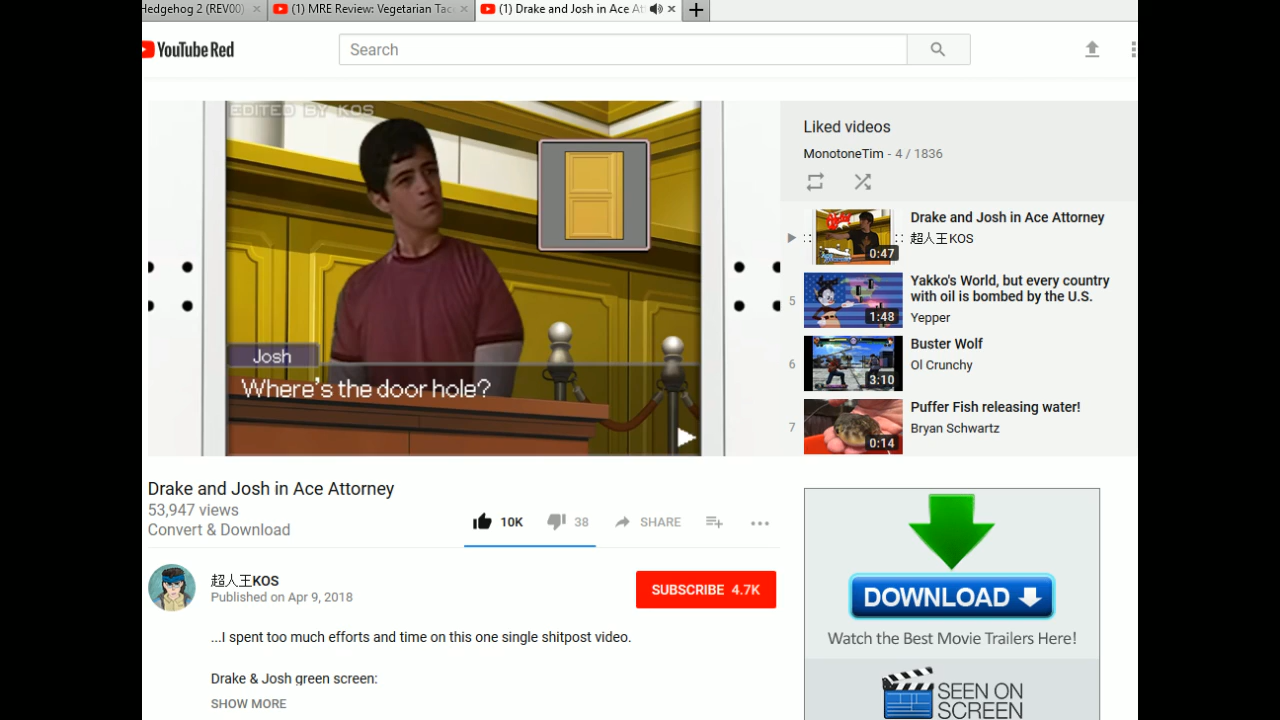 Hedgehog 2 (REV00)
(1) MRE Review: Vegetarian Tac
(1) Drake and Josh in Ace At
YouTube Red
Search
EDITED BY KOS
Josh
Where's the door hole?
Liked videos
MonotoneTim - 4 / 1836
Drake and Josh in Ace Attorney
超人王KOS
0:47
5
Yakko's World, but every country
with oil is bombed by the U.S.
Yepper
1:48
6
Buster Wolf
Ol Crunchy
3:10
7
Puffer Fish releasing water!
Bryan Schwartz
0:14
Drake and Josh in Ace Attorney
53,947 views
Convert & Download
10K
38
SHARE
超人王KOS
Published on Apr 9, 2018
SUBSCRIBE 4.7K
...I spent too much efforts and time on this one single shitpost video.
Drake & Josh green screen:
SHOW MORE
DOWNLOAD
Watch the Best Movie Trailers Here!
SEEN ON
SCREEN